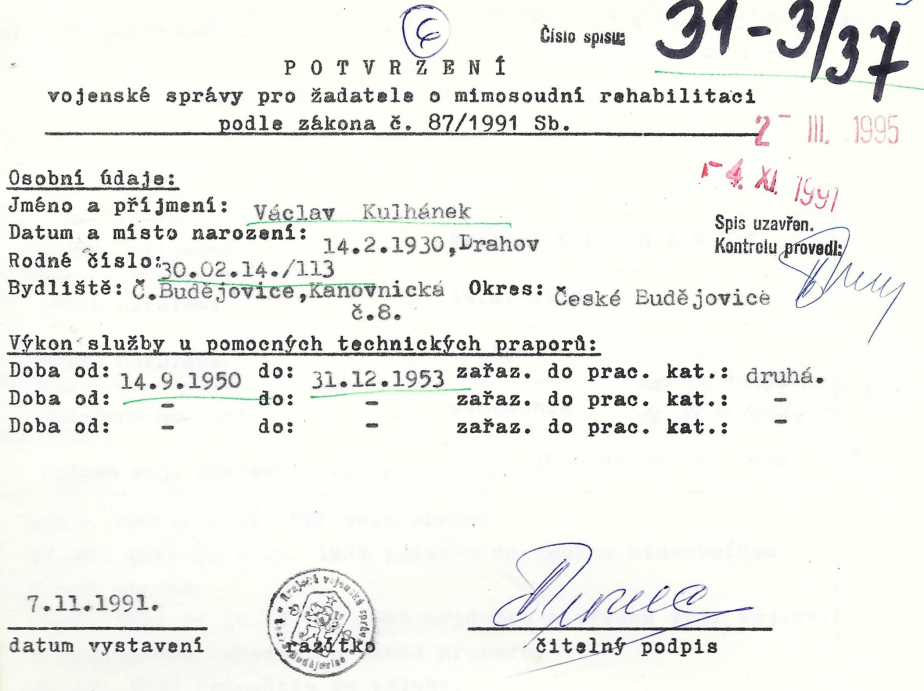 6
Číslo spisu:
31-3/37
POTVRZENÍ
vojenské správy pro žadatele o mimosoudní rehabilitaci
podle zákona č. 87/1991 Sb.
2- III. 1995
-4. XI. 1991
Osobní údaje:
Jméno a příjmení: Václav Kulhánek
Spis uzavřen.
Datum a místo narození: 14.2.1930,Drahov
Kontrolu provedl:
Rodné číslo: 30.02.14./113
Bydliště: Č.Budějovice,Kanovnická č.8. Okres: České Budějovice
Výkon služby u pomocných technických praporů:
Doba od: 14.9.1950 do: 31.12.1953 zařaz. do prac. kat.: druhá.
Doba od: - do: - zařaz. do prac. kat.: -
Doba od: - do: - zařaz. do prac. kat.: -
7.11.1991.
datum vystavení razítko čitelný podpis